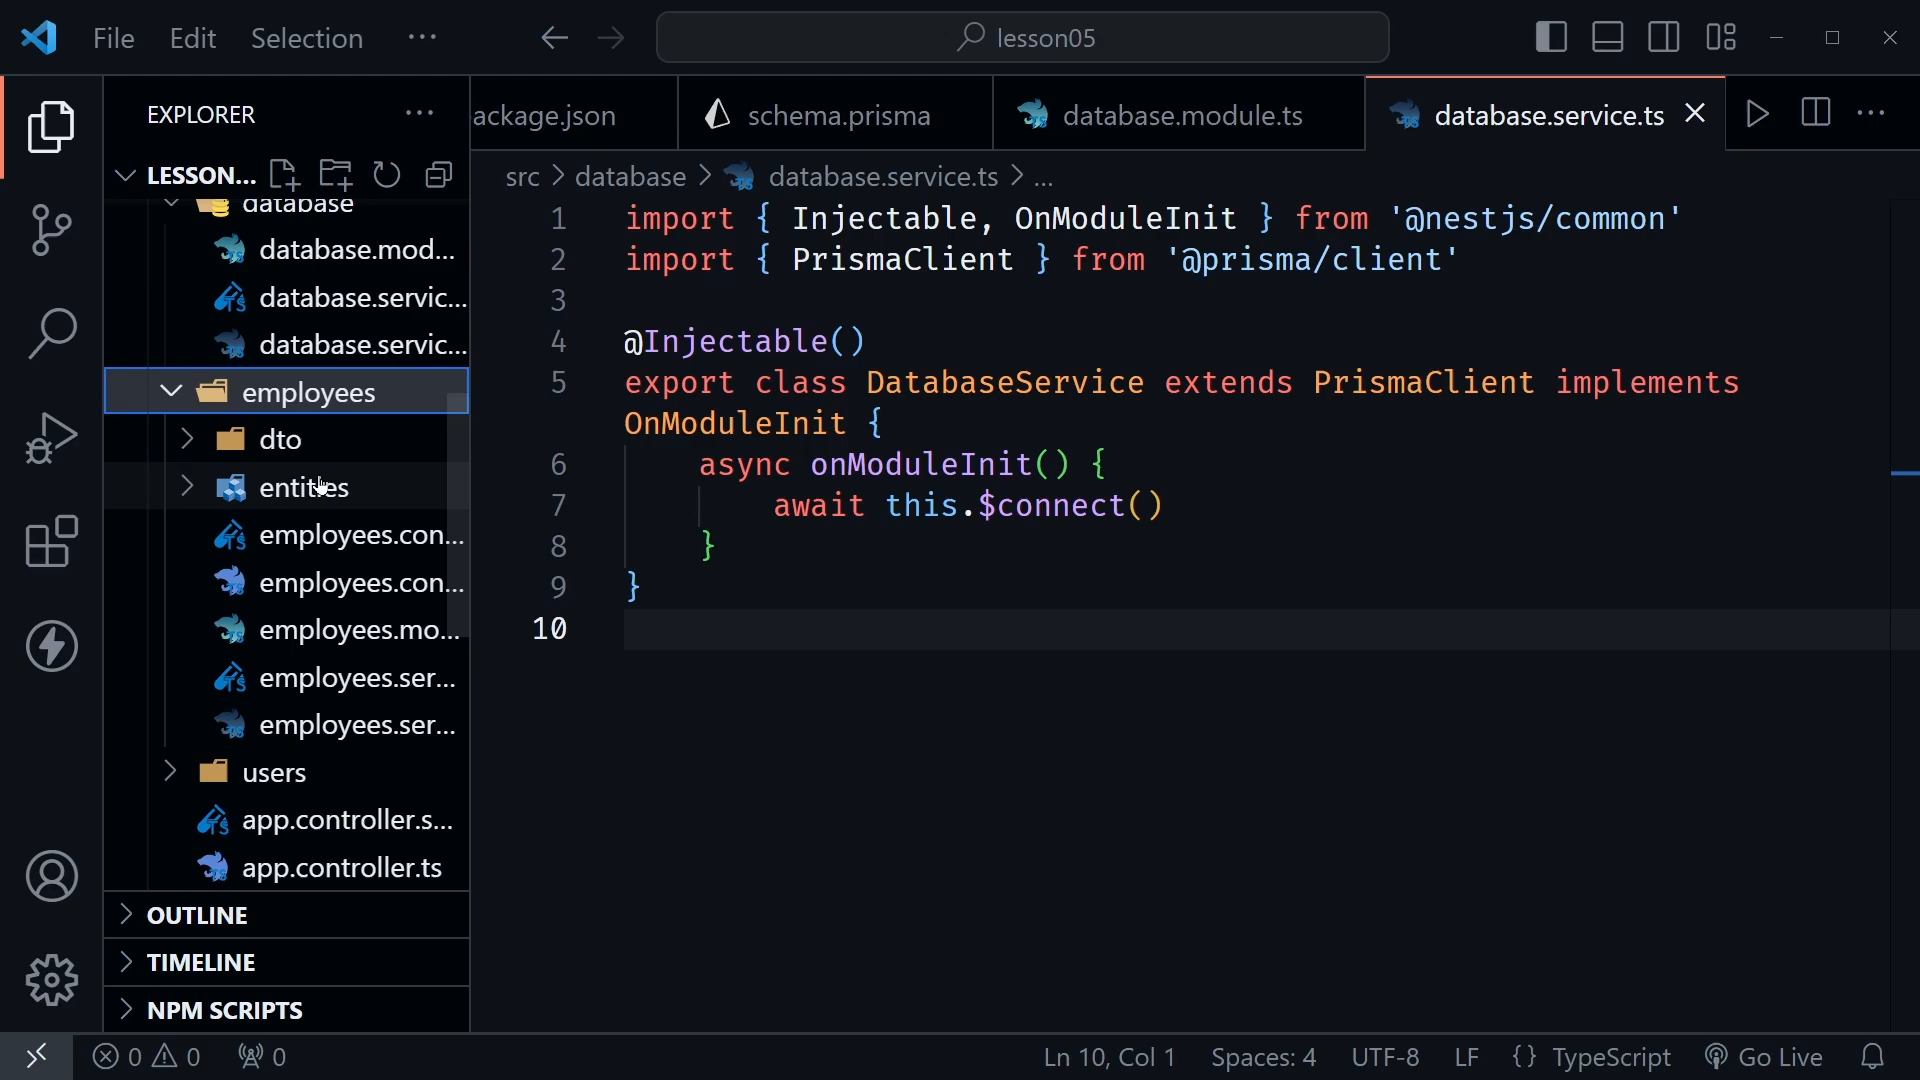 File Edit Selection ···
lesson05
EXPLORER ···
ackage.json
schema.prisma
database.module.ts
database.service.ts
LESSON...
src > database > database.service.ts > ...
database
database.mod...
database.servic...
database.servic...
employees
dto
entities
employees.con...
employees.con...
employees.mo...
employees.ser...
employees.ser...
users
app.controller.s...
app.controller.ts
OUTLINE
TIMELINE
NPM SCRIPTS
1 import { Injectable, OnModuleInit } from '@nestjs/common'
2 import { PrismaClient } from '@prisma/client'
3
4 @Injectable()
5 export class DatabaseService extends PrismaClient implements
OnModuleInit {
6 async onModuleInit() {
7 await this.$connect()
8 }
9 }
10
0 0 0
Ln 10, Col 1 Spaces: 4 UTF-8 LF {} TypeScript Go Live